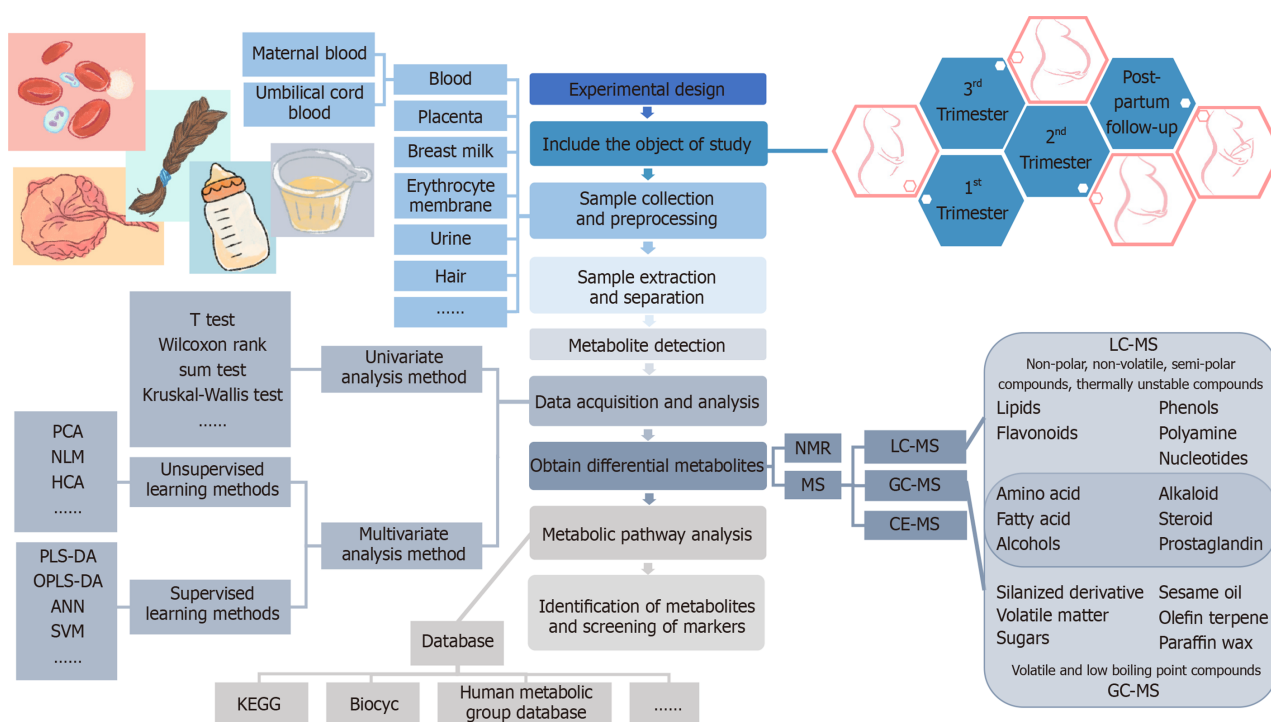 Maternal blood
Umbilical cord
blood
Blood
Placenta
Breast milk
Erythrocyte
membrane
Urine
Hair
......
Experimental design
Include the object of study
Sample collection
and preprocessing
Sample extraction
and separation
Metabolite detection
Data acquisition and analysis
Obtain differential metabolites
Metabolic pathway analysis
Identification of metabolites
and screening of markers
3rd
Trimester
Post-
partum
follow-up
2nd
Trimester
1st
Trimester
T test
Wilcoxon rank
sum test
Kruskal-Wallis test
......
Univariate
analysis method
PCA
NLM
HCA
......
Unsupervised
learning methods
Multivariate
analysis method
PLS-DA
OPLS-DA
ANN
SVM
......
Supervised
learning methods
Database
KEGG
Biocyc
Human metabolic
group database
......
NMR
MS
LC-MS
GC-MS
CE-MS
LC-MS
Non-polar, non-volatile, semi-polar
compounds, thermally unstable compounds
Lipids
Flavonoids
Phenols
Polyamine
Nucleotides
Amino acid
Fatty acid
Alcohols
Alkaloid
Steroid
Prostaglandin
Silanized derivative
Volatile matter
Sugars
Sesame oil
Olefin terpene
Paraffin wax
Volatile and low boiling point compounds
GC-MS